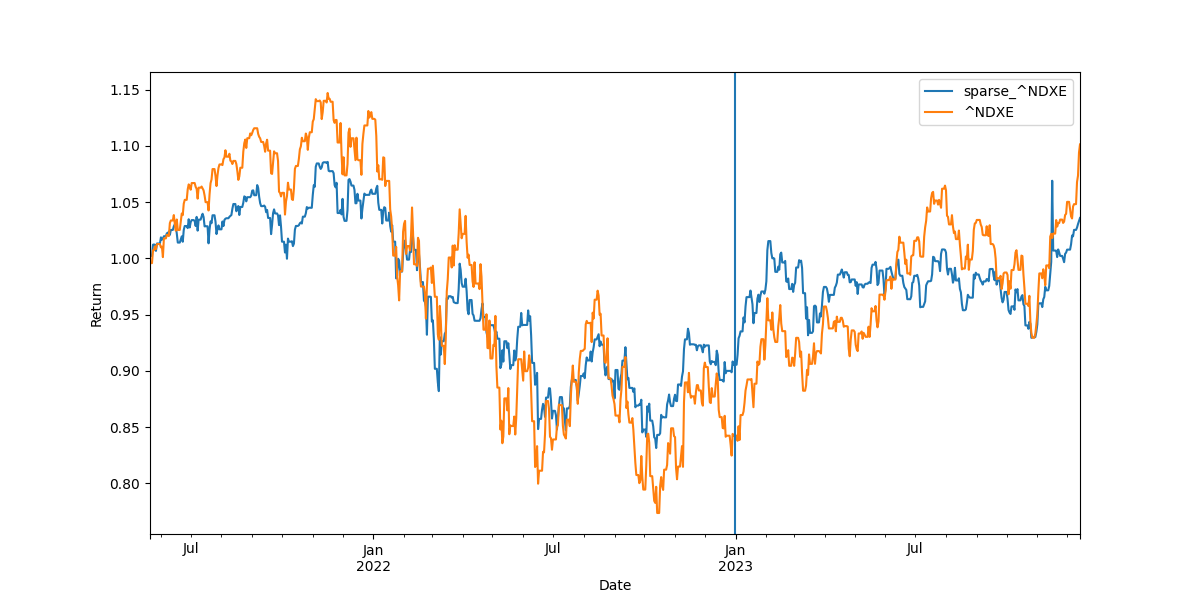 sparse_^NDXE
^NDXE
1.15
1.10
1.05
1.00
0.95
0.90
0.85
0.80
Return
Jul
Jan
2022
Jul
Jan
2023
Jul
Date